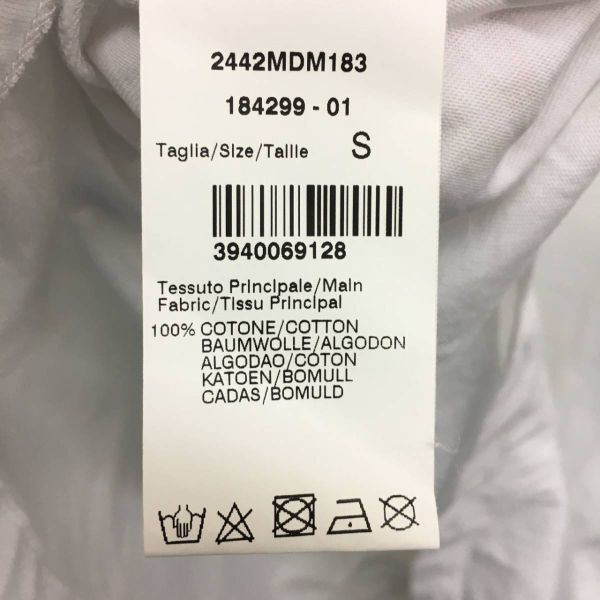 2442MDM183
184299 - 01
Taglia/Size/Taille S
3940069128
Tessuto Principale/Main
Fabric/Tissu Principal
100% COTONE/COTTON
BAUMWOLLE/ALGODON
ALGODAO/COTON
KATOEN/BOMULL
CADAS/BOMULD